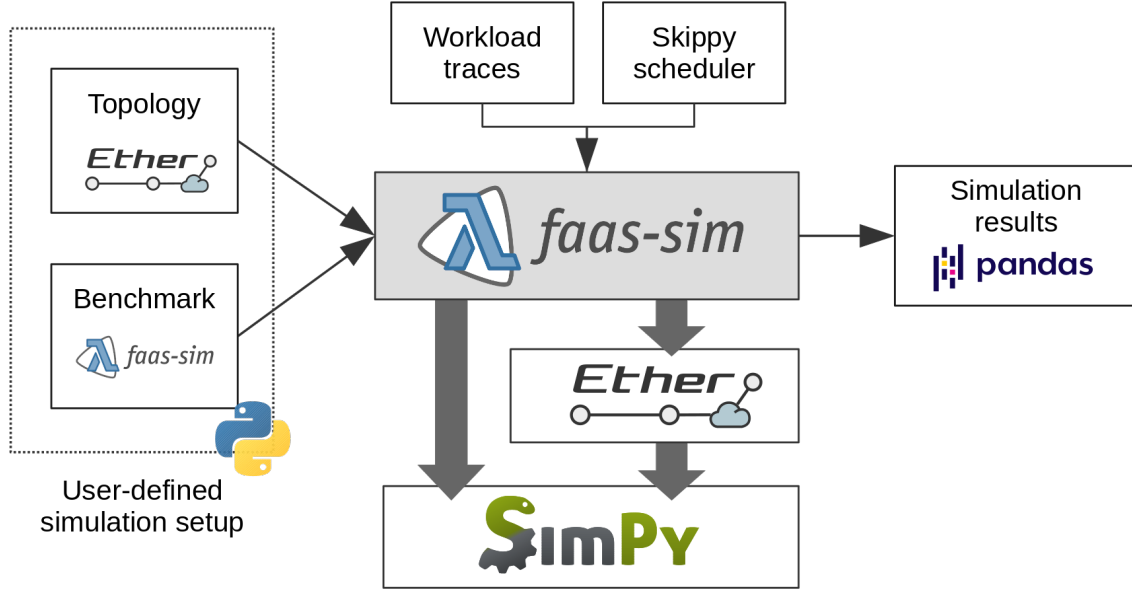 Workload
traces
Skippy
scheduler
Topology
Ether
Benchmark
faas-sim
User-defined
simulation setup
faas-sim
Simulation
results
pandas
Ether
SimPy